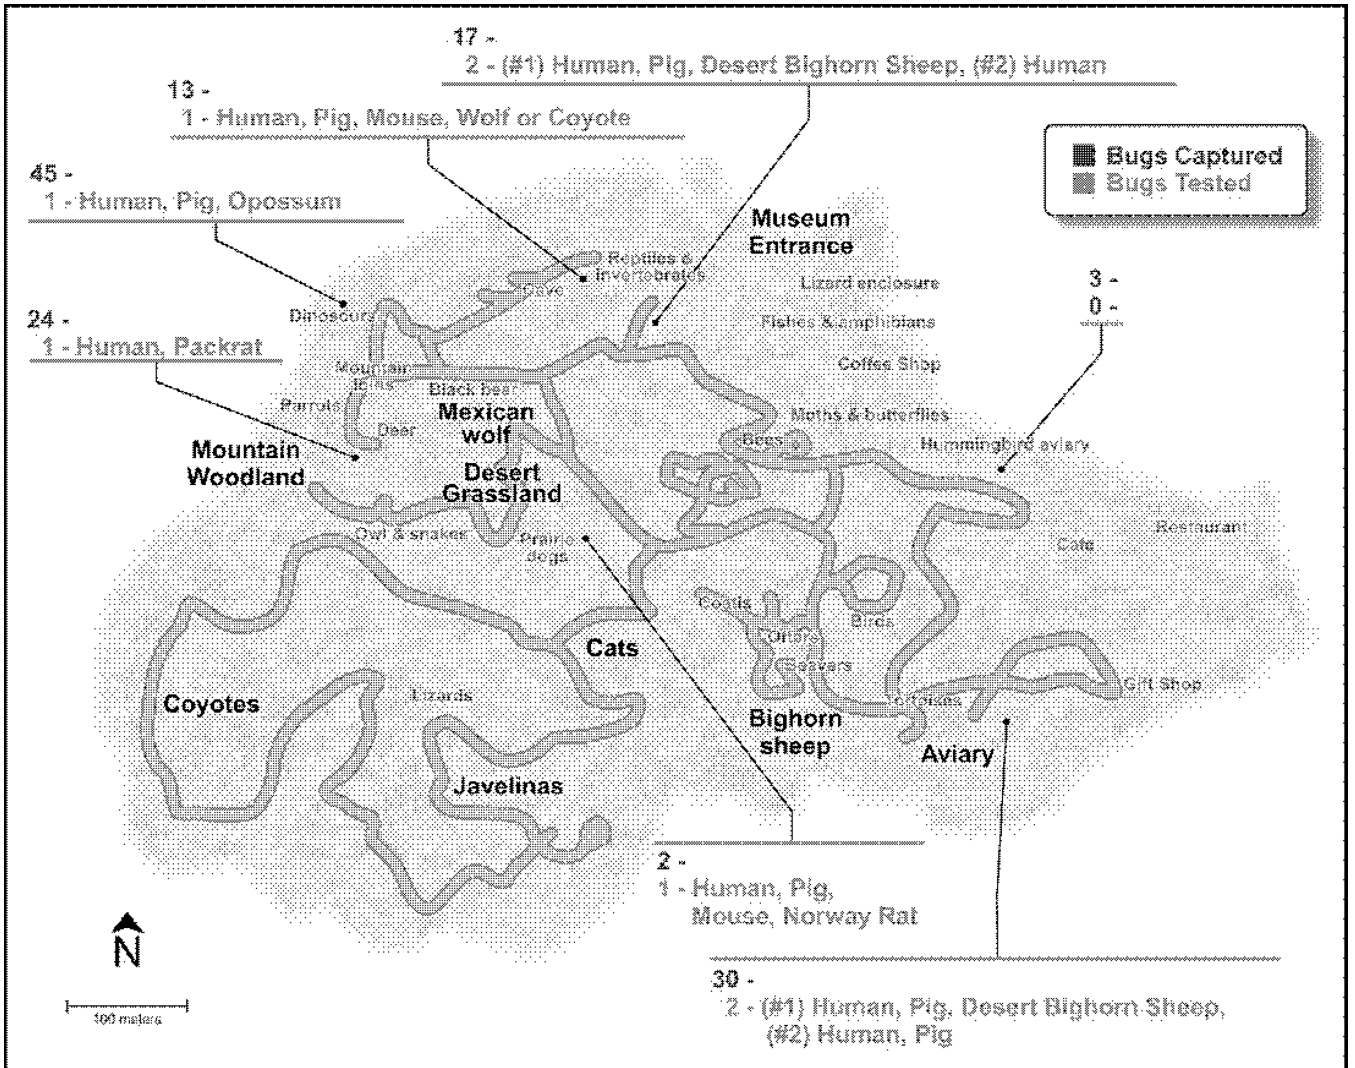 17 -
2 - (#1) Human, Pig, Desert Bighorn Sheep, (#2) Human
13 -
1 - Human, Pig, Mouse, Wolf or Coyote
45 -
1 - Human, Pig, Opossum
24 -
1 - Human, Packrat
Bugs Captured
Bugs Tested
3 -
0 -
Museum
Entrance
Reptiles &
invertebrates
Cave
Lizard enclosure
Dinosaurs
Fishes & amphibians
Mountain
lions
Coffee Shop
Black bear
Parrots
Mexican
wolf
Moths & butterflies
Deer
Bees
Hummingbird aviary
Mountain
Woodland
Desert
Grassland
Owl & snakes
Prairie
dogs
Restaurant
Cafe
Coatis
Birds
Otters
Cats
Beavers
Coyotes
Lizards
Tortoises
Gift Shop
Bighorn
sheep
Aviary
Javelinas
2 -
1 - Human, Pig,
Mouse, Norway Rat
N
100 meters
30 -
2 - (#1) Human, Pig, Desert Bighorn Sheep,
(#2) Human, Pig